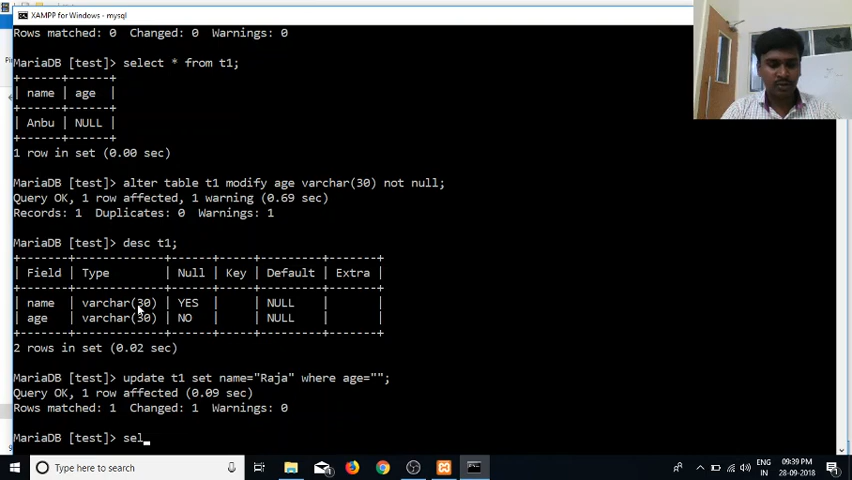 XAMPP for Windows - mysql
Rows matched: 0  Changed: 0  Warnings: 0
MariaDB [test]> select * from t1;
+------+------+
| name | age  |
+------+------+
| Anbu | NULL |
+------+------+
1 row in set (0.00 sec)
MariaDB [test]> alter table t1 modify age varchar(30) not null;
Query OK, 1 row affected, 1 warning (0.69 sec)
Records: 1  Duplicates: 0  Warnings: 1
MariaDB [test]> desc t1;
+-------+-------------+------+-----+---------+-------+
| Field | Type        | Null | Key | Default | Extra |
+-------+-------------+------+-----+---------+-------+
| name  | varchar(30) | YES  |     | NULL    |       |
| age   | varchar(30) | NO   |     | NULL    |       |
+-------+-------------+------+-----+---------+-------+
2 rows in set (0.02 sec)
MariaDB [test]> update t1 set name="Raja" where age="";
Query OK, 1 row affected (0.09 sec)
Rows matched: 1  Changed: 1  Warnings: 0
MariaDB [test]> sel_
Type here to search
ENG
IN
09:39 PM
28-09-2018